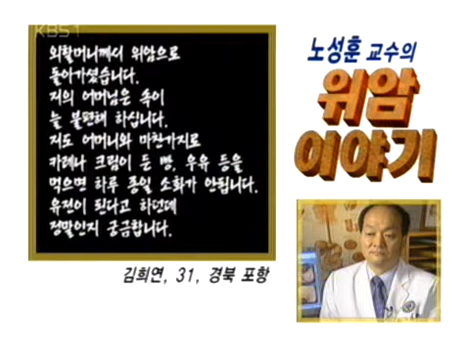 KBS1
외할머니께서 위암으로
돌아가셨습니다.
저의 어머님은 속이
늘 불편해 하십니다.
저도 어머니와 마찬가지로
카레나 크림이 든 빵, 우유 등을
먹으면 하루 종일 소화가 안됩니다.
유전이 된다고 하던데
정말인지 궁금합니다.
김희연, 31, 경북 포항
노성훈 교수의
위암
이야기